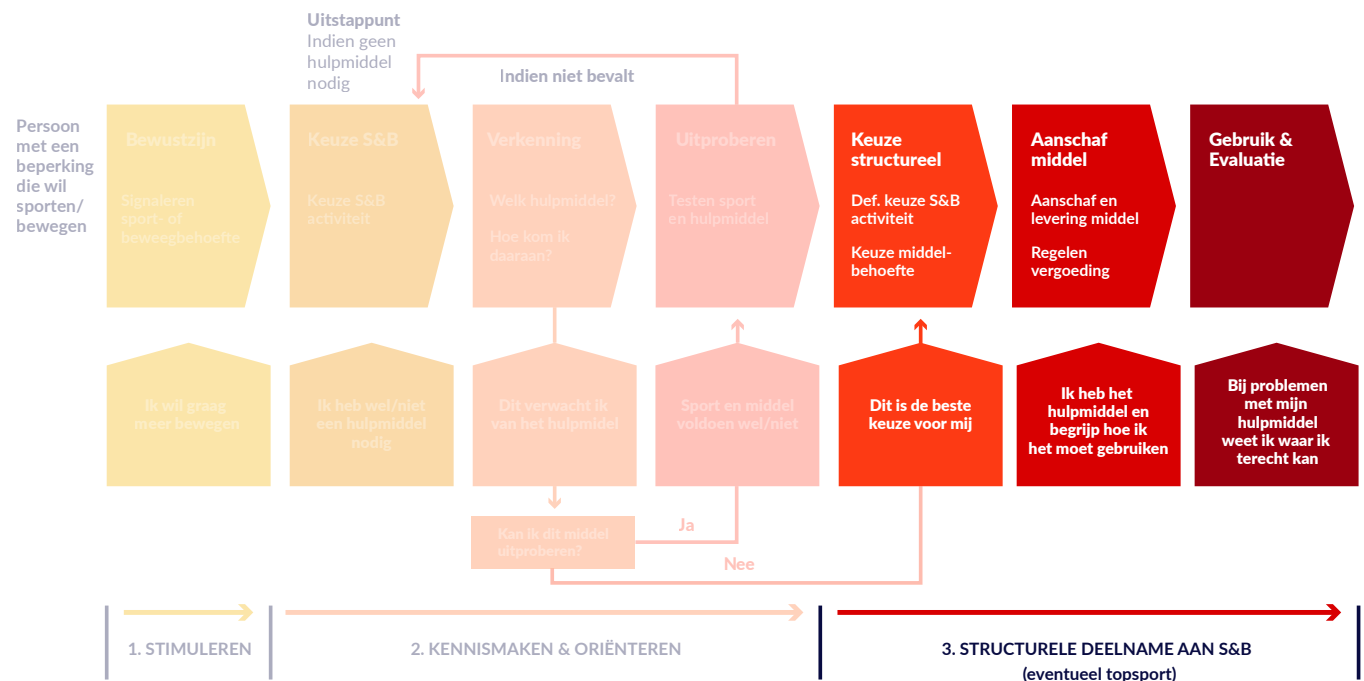 Uitstappunt
Indien geen
hulpmiddel
nodig
Indien niet bevalt
Persoon
met een
beperking
die wil
sporten/
bewegen
Bewustzijn
Signaleren
sport- of
beweegbehoefte
Keuze S&B
Keuze S&B
activiteit
Verkenning
Welk hulpmiddel?
Hoe kom ik
daaraan?
Uitproberen
Testen sport
en hulpmiddel
Keuze
structureel
Def. keuze S&B
activiteit
Keuze middel-
behoefte
Aanschaf
middel
Aanschaf en
levering middel
Regelen
vergoeding
Gebruik &
Evaluatie
Ik wil graag
meer bewegen
Ik heb wel/niet
een hulpmiddel
nodig
Dit verwacht ik
van het hulpmidel
Sport en middel
voldoen wel/niet
Dit is de beste
keuze voor mij
Ik heb het
hulpmiddel en
begrijp hoe ik
het moet gebruiken
Bij problemen
met mijn
hulpmiddel
weet ik waar ik
terecht kan
Kan ik dit middel
uitproberen?
Ja
Nee
1. STIMULEREN
2. KENNISMAKEN & ORIËNTEREN
3. STRUCTURELE DEELNAME AAN S&B
(eventueel topsport)